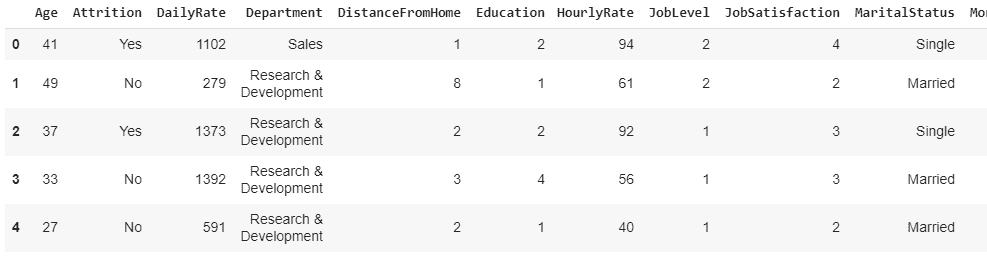 Age Attrition DailyRate Department DistanceFromHome Education HourlyRate JobLevel JobSatisfaction MaritalStatus Mo
0 41 Yes 1102 Sales 1 2 94 2 4 Single
1 49 No 279 Research & Development 8 1 61 2 2 Married
2 37 Yes 1373 Research & Development 2 2 92 1 3 Single
3 33 No 1392 Research & Development 3 4 56 1 3 Married
4 27 No 591 Research & Development 2 1 40 1 2 Married